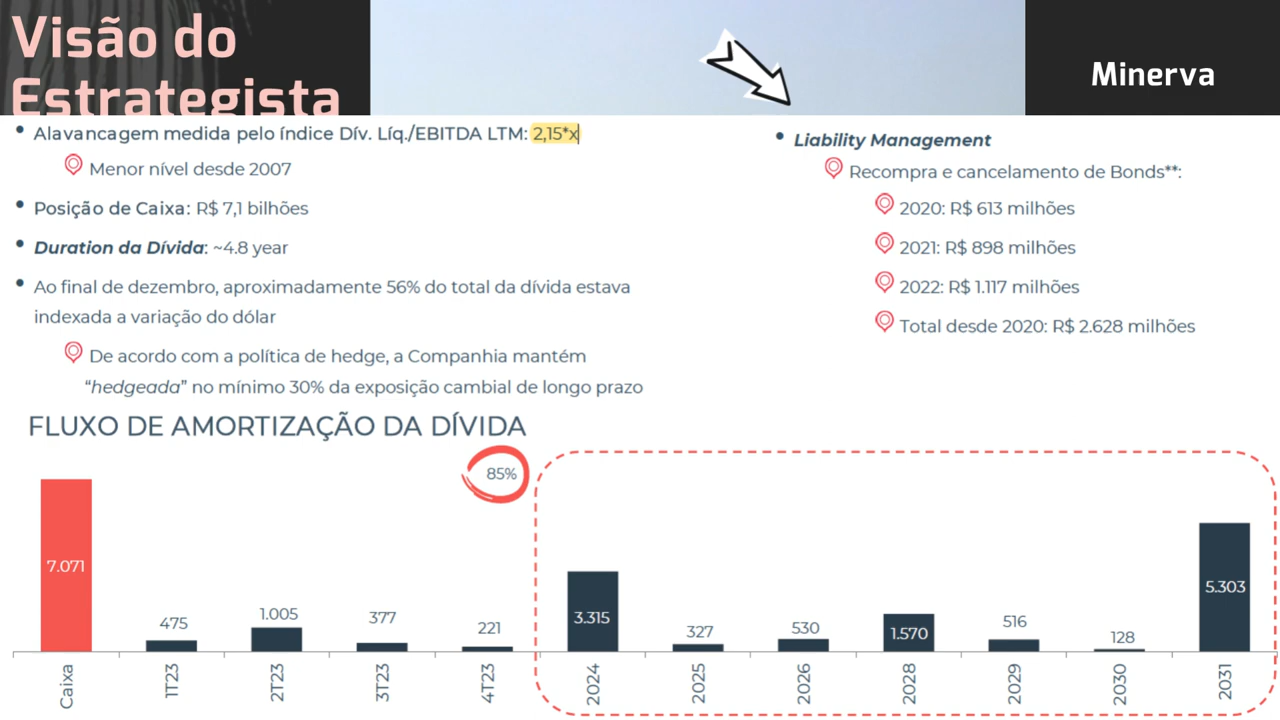 Visão do
Estrategista
Minerva
• Alavancagem medida pelo índice Dív. Líq./EBITDA LTM: 2,15*x
Menor nível desde 2007
• Posição de Caixa: R$ 7,1 bilhões
• Duration da Dívida: ~4.8 year
• Ao final de dezembro, aproximadamente 56% do total da dívida estava
indexada a variação do dólar
De acordo com a política de hedge, a Companhia mantém
“hedgeada” no mínimo 30% da exposição cambial de longo prazo
• Liability Management
Recompra e cancelamento de Bonds**:
2020: R$ 613 milhões
2021: R$ 898 milhões
2022: R$ 1.117 milhões
Total desde 2020: R$ 2.628 milhões
FLUXO DE AMORTIZAÇÃO DA DÍVIDA
85%
7.071
475
1.005
377
221
3.315
327
530
1.570
516
128
5.303
Caixa
1T23
2T23
3T23
4T23
2024
2025
2026
2028
2029
2030
2031